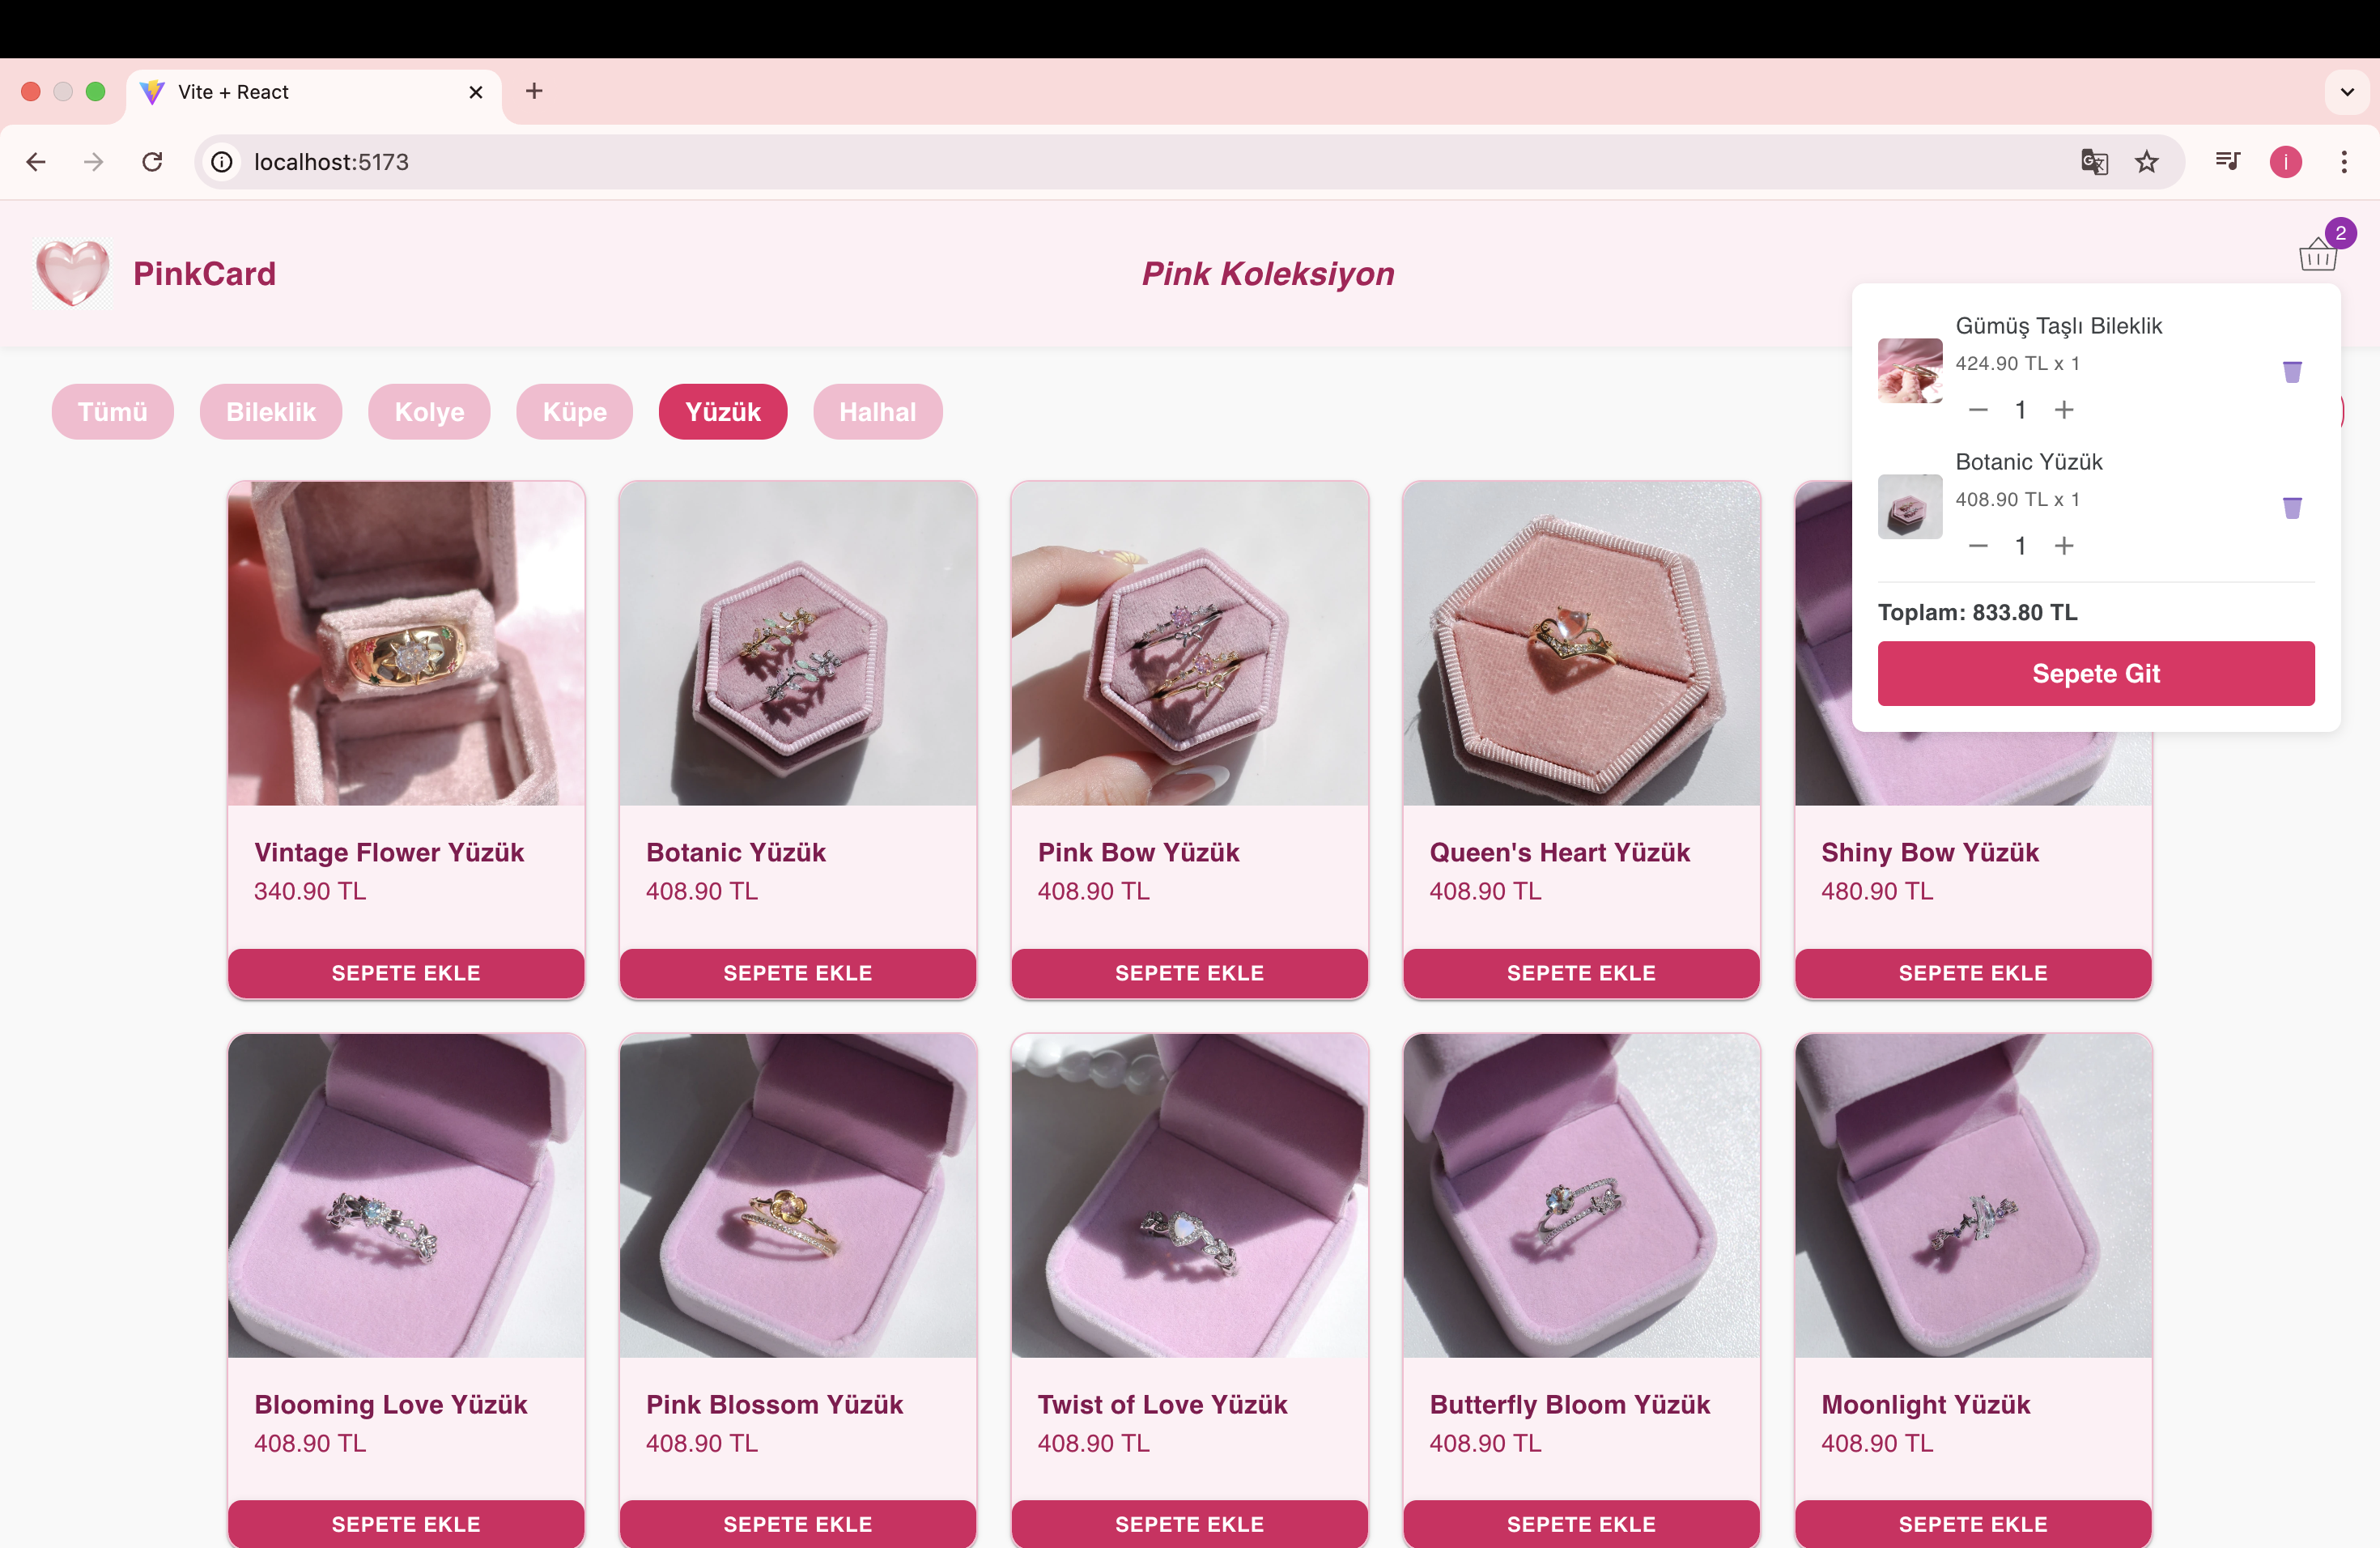 Vite + React
localhost:5173
2
PinkCard
Pink Koleksiyon
Gümüş Taşlı Bileklik
424.90 TL x 1
1
Botanic Yüzük
408.90 TL x 1
1
Toplam: 833.80 TL
Sepete Git
Tümü Bileklik Kolye Küpe Yüzük Halhal
Vintage Flower Yüzük
340.90 TL
SEPETE EKLE
Botanic Yüzük
408.90 TL
SEPETE EKLE
Pink Bow Yüzük
408.90 TL
SEPETE EKLE
Queen's Heart Yüzük
408.90 TL
SEPETE EKLE
Shiny Bow Yüzük
480.90 TL
SEPETE EKLE
Blooming Love Yüzük
408.90 TL
SEPETE EKLE
Pink Blossom Yüzük
408.90 TL
SEPETE EKLE
Twist of Love Yüzük
408.90 TL
SEPETE EKLE
Butterfly Bloom Yüzük
408.90 TL
SEPETE EKLE
Moonlight Yüzük
408.90 TL
SEPETE EKLE